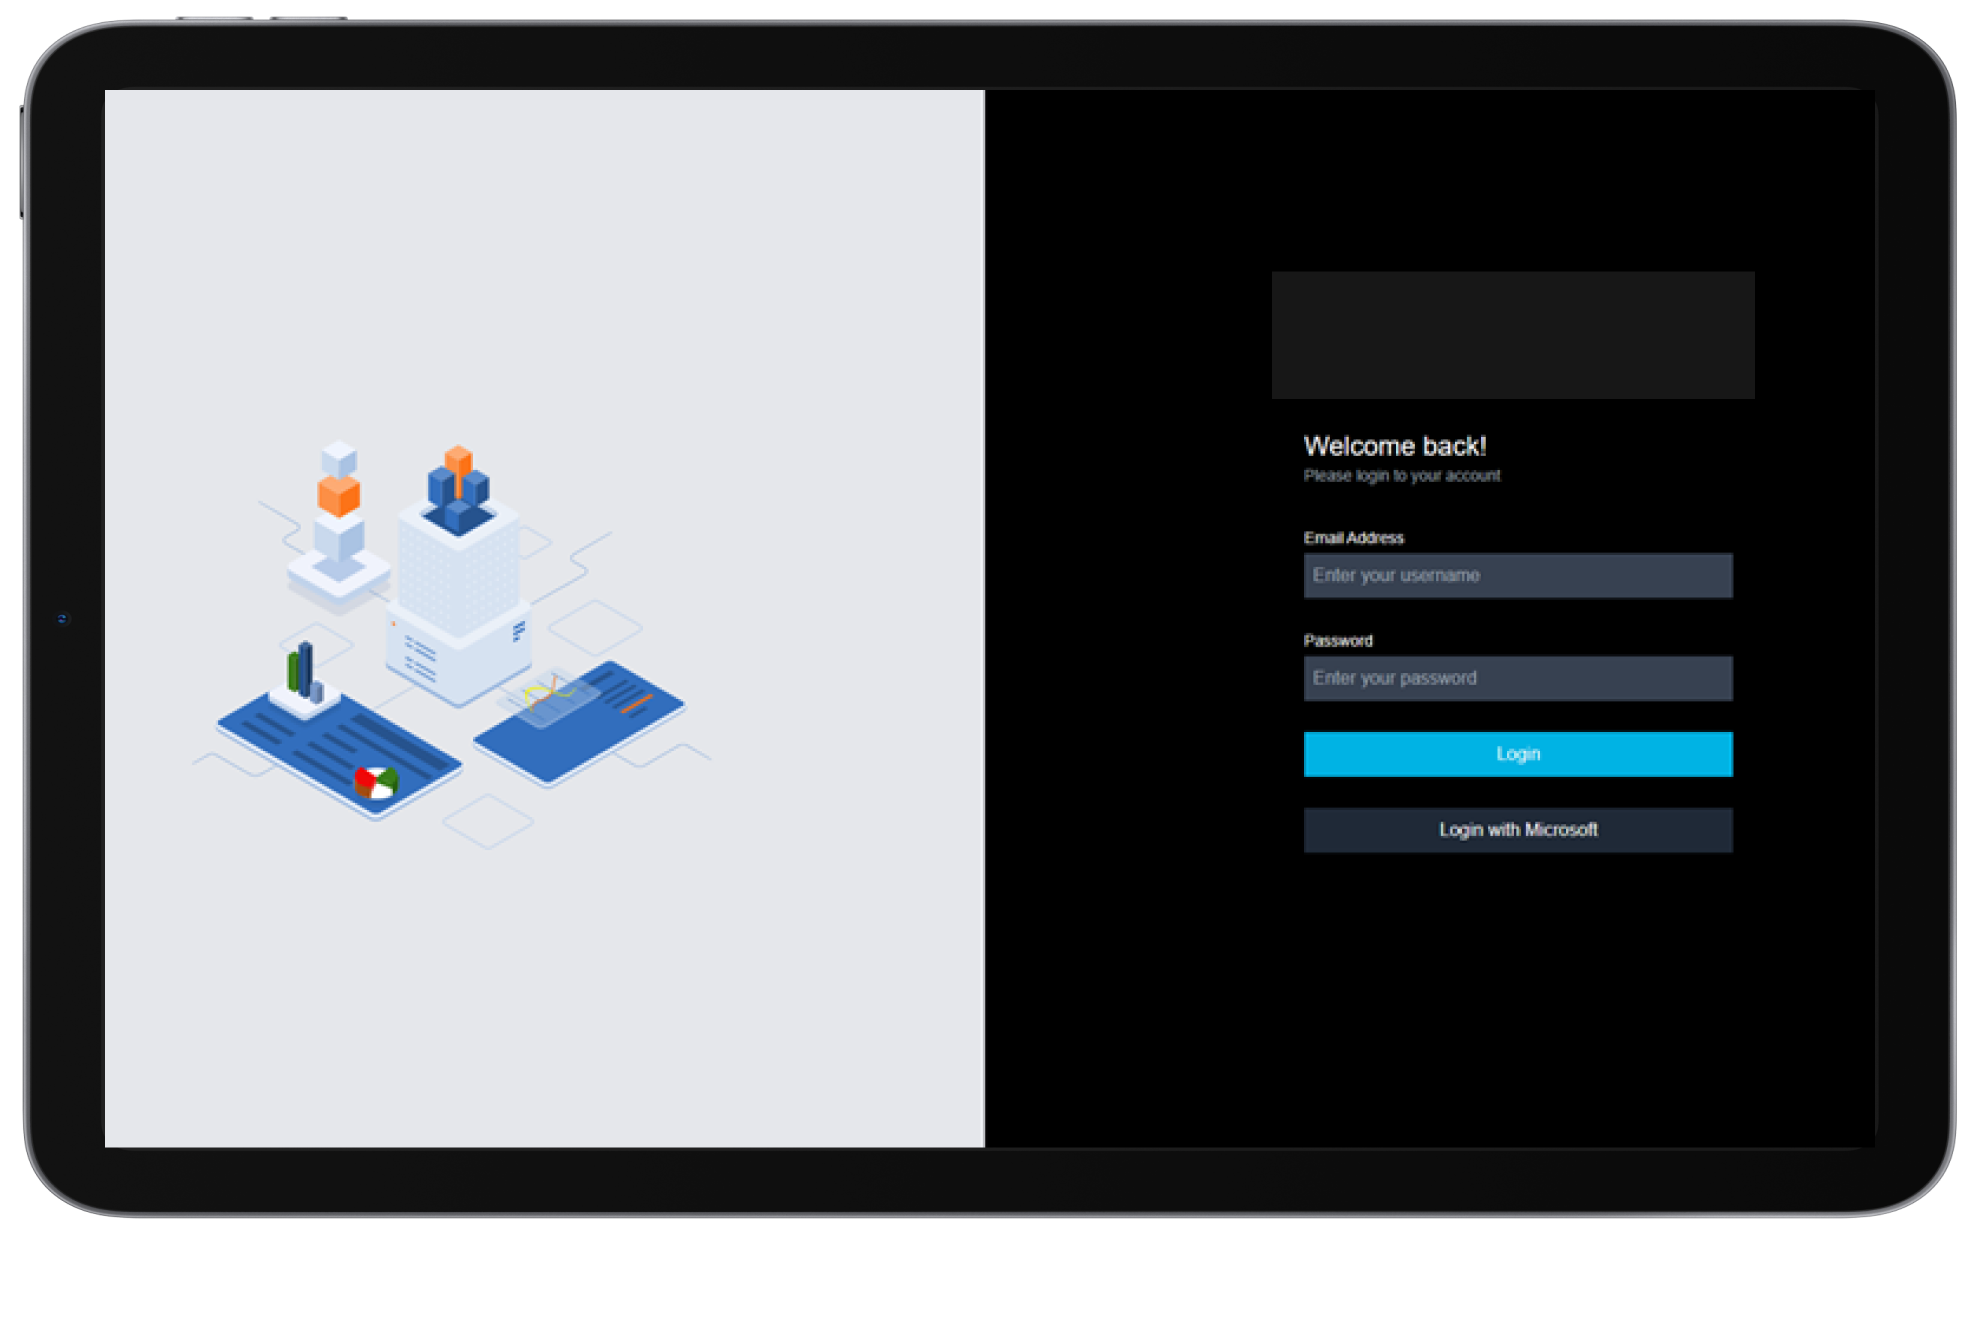 Welcome back!
Please login to your account
Email Address
Enter your username
Password
Enter your password
Login
Login with Microsoft